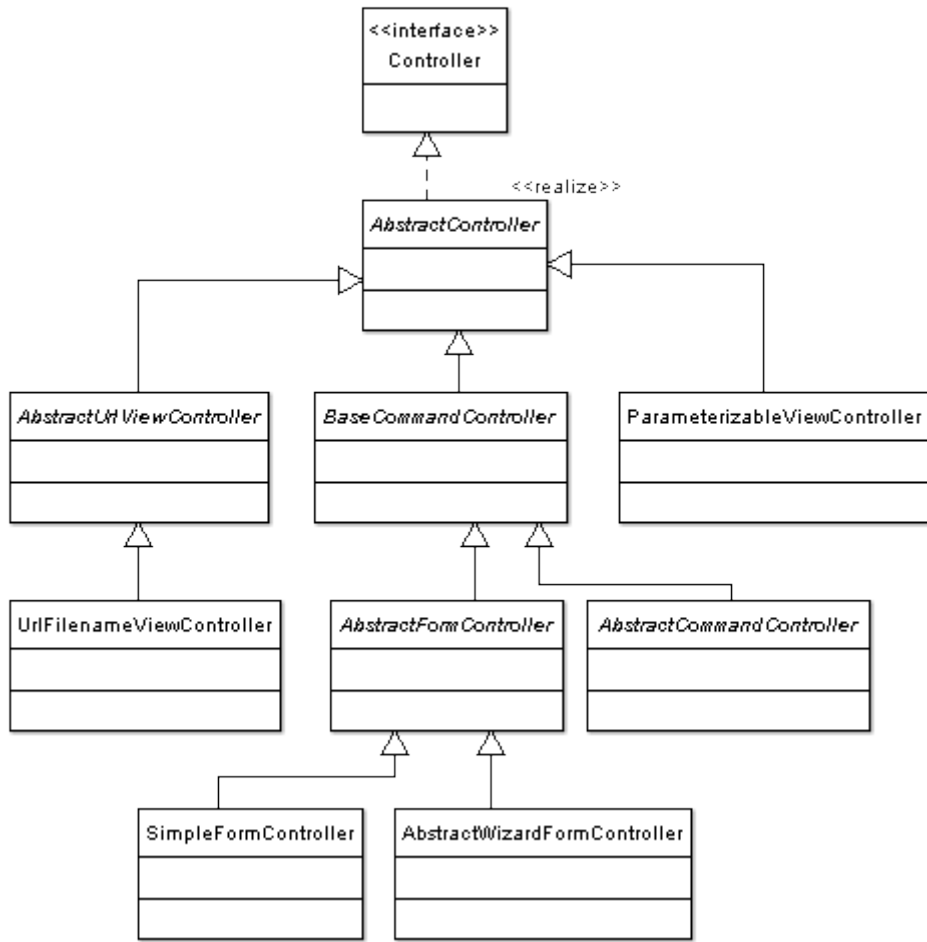 <<interface>>
Controller
<<realize>>
AbstractController
AbstractUrlViewController
BaseCommandController
ParameterizableViewController
UrlFilenameViewController
AbstractFormController
AbstractCommandController
SimpleFormController
AbstractWizardFormController